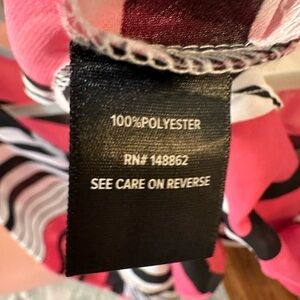 100%POLYESTER
RN# 148862
SEE CARE ON REVERSE